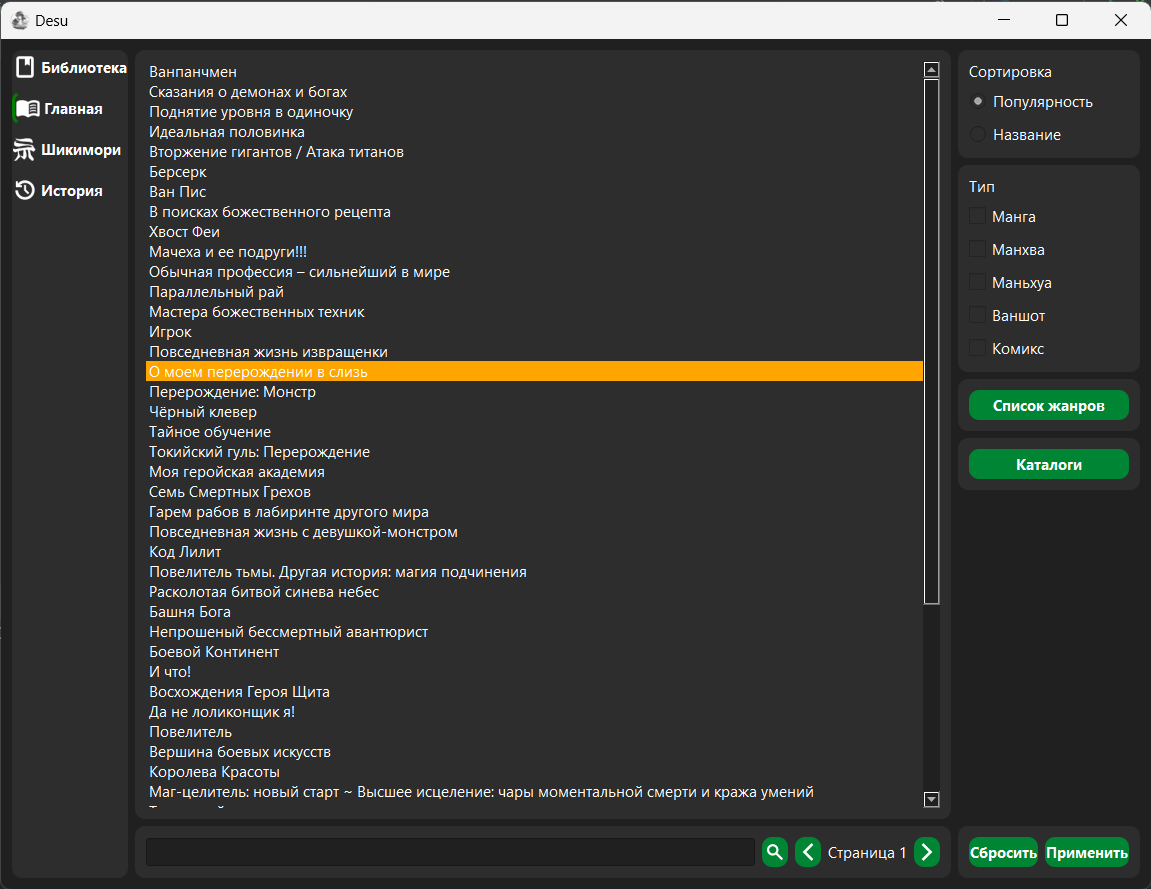 Desu
Библиотека
Главная
Шикимори
История
Ванпанчмен
Сказания о демонах и богах
Поднятие уровня в одиночку
Идеальная половинка
Вторжение гигантов / Атака титанов
Берсерк
Ван Пис
В поисках божественного рецепта
Хвост Феи
Мачеха и ее подруги!!!
Обычная профессия – сильнейший в мире
Параллельный рай
Мастера божественных техник
Игрок
Повседневная жизнь извращенки
О моем перерождении в слизь
Перерождение: Монстр
Чёрный клевер
Тайное обучение
Токийский гуль: Перерождение
Моя геройская академия
Семь Смертных Грехов
Гарем рабов в лабиринте другого мира
Повседневная жизнь с девушкой-монстром
Код Лилит
Повелитель тьмы. Другая история: магия подчинения
Расколотая битвой синева небес
Башня Бога
Непрошеный бессмертный авантюрист
Боевой Континент
И что!
Восхождения Героя Щита
Да не лоликонщик я!
Повелитель
Вершина боевых искусств
Королева Красоты
Маг-целитель: новый старт ~ Высшее исцеление: чары моментальной смерти и кража умений
Страница 1
Сортировка
Популярность
Название
Тип
Манга
Манхва
Маньхуа
Ваншот
Комикс
Список жанров
Каталоги
Сбросить
Применить